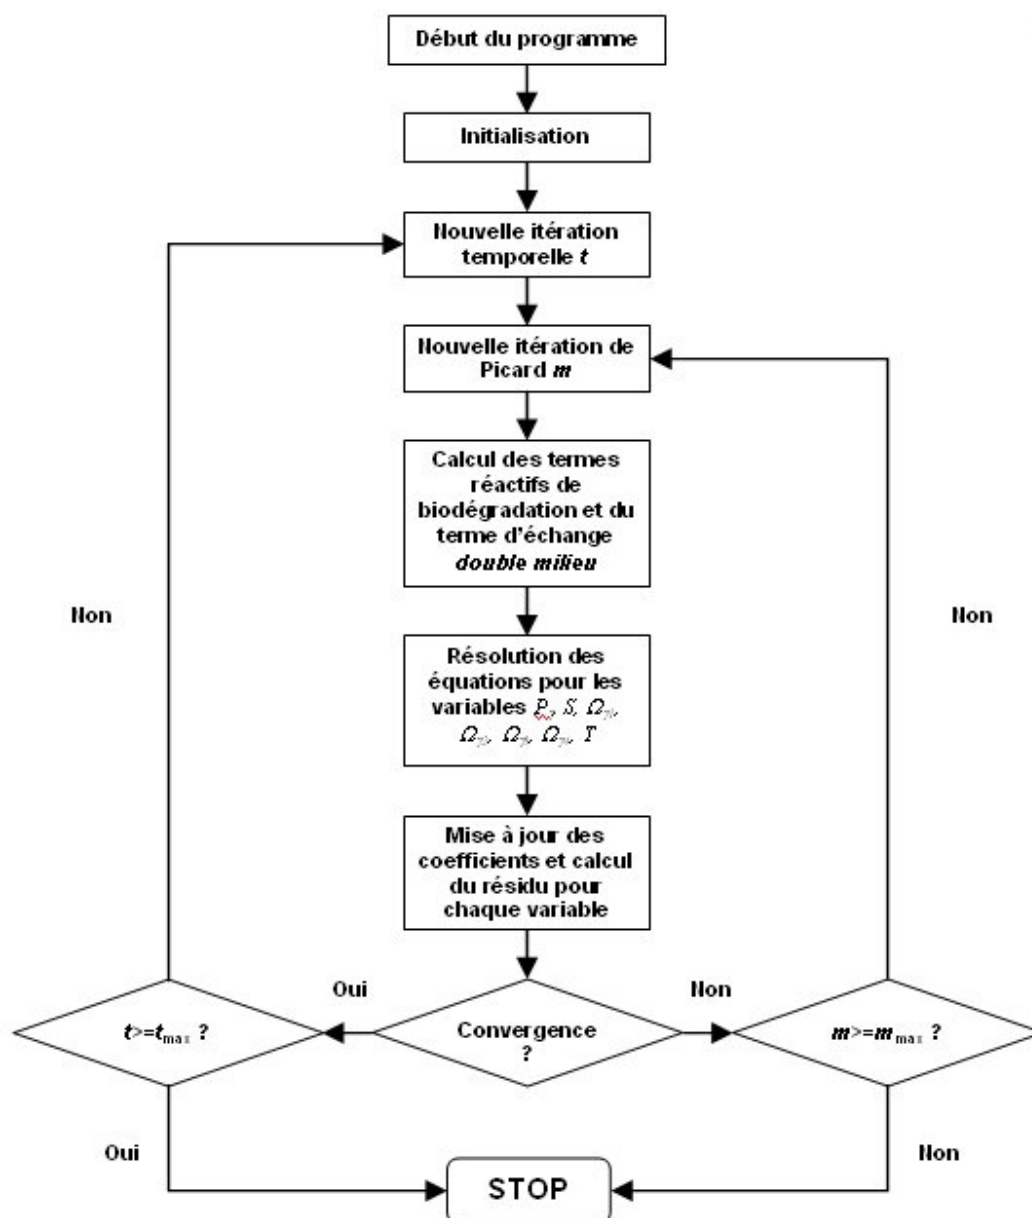 Début du programme
Initialisation
Nouvelle itération
temporelle t
Nouvelle itération de
Picard m
Calcul des termes
réactifs de
biodégradation et du
terme d'échange
double milieu
Non
Non
Résolution des
équations pour les
variables P, S, Ω
Ω, Ω, Ω, T
Mise à jour des
coefficients et calcul
du résidu pour
chaque variable
Oui
Non
t>=tmax ?
Convergence
?
m>=mmax ?
Oui
Non
STOP